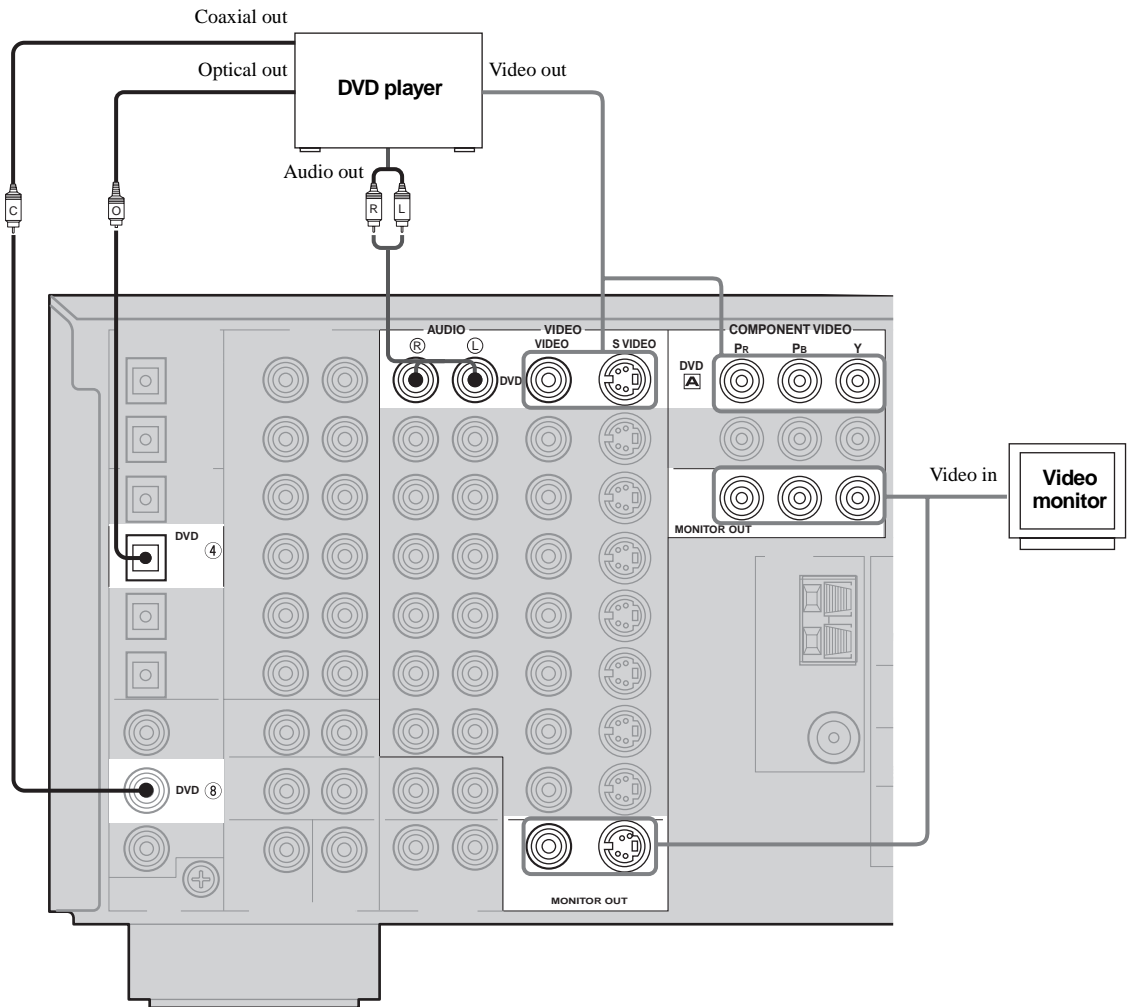 Coaxial out
Optical out
DVD player
Video out
Audio out
C
O
R
L
AUDIO
VIDEO
COMPONENT VIDEO
R
L
VIDEO
S VIDEO
PR
PB
Y
DVD
DVD
A
Video in
Video
monitor
MONITOR OUT
DVD
4
DVD
8
MONITOR OUT